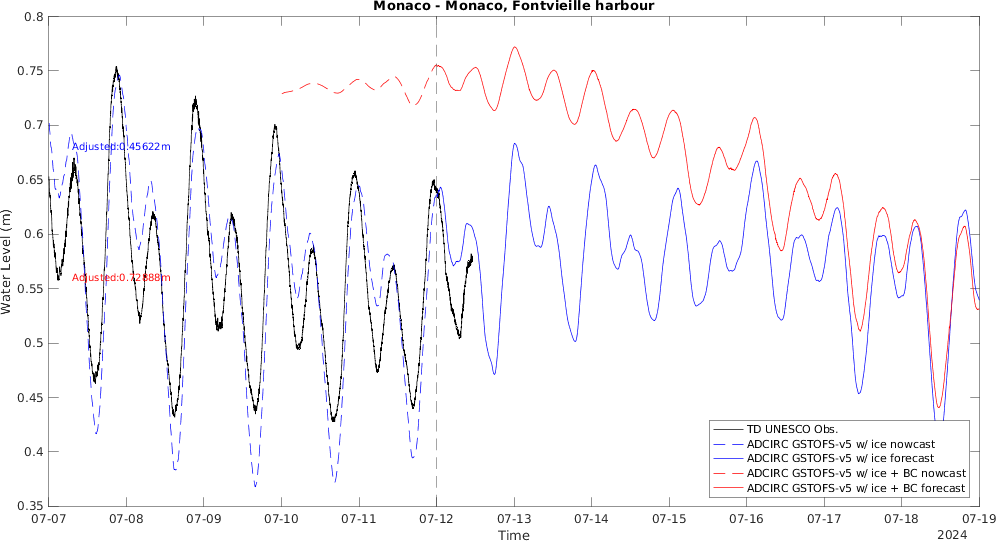 Monaco - Monaco, Fontvieille harbour
0.8
0.75
0.7
0.65
0.6
0.55
0.5
0.45
0.4
0.35
Water Level (m)
Adjusted:0.45622m
Adjusted:0.72888m
TD UNESCO Obs.
ADCIRC GSTOFS-v5 w/ ice nowcast
ADCIRC GSTOFS-v5 w/ ice forecast
ADCIRC GSTOFS-v5 w/ ice + BC nowcast
ADCIRC GSTOFS-v5 w/ ice + BC forecast
07-07 07-08 07-09 07-10 07-11 07-12 07-13 07-14 07-15 07-16 07-17 07-18 07-19
Time
2024